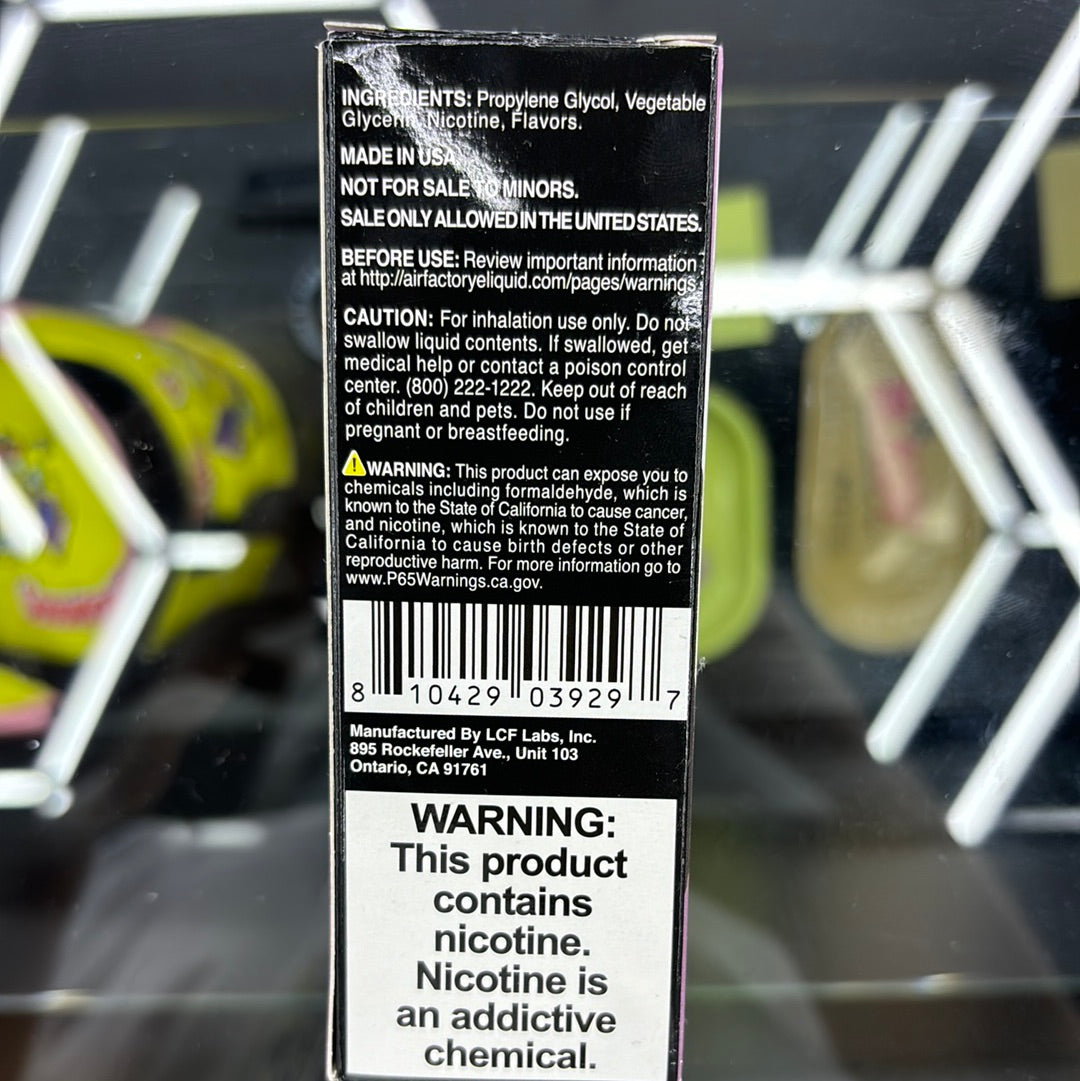 INGREDIENTS: Propylene Glycol, Vegetable
Glycerin, Nicotine, Flavors.
MADE IN USA
NOT FOR SALE TO MINORS.
SALE ONLY ALLOWED IN THE UNITED STATES.
BEFORE USE: Review important information
at http://airfactoryeliquid.com/pages/warnings
CAUTION: For inhalation use only. Do not
swallow liquid contents. If swallowed, get
medical help or contact a poison control
center. (800) 222-1222. Keep out of reach
of children and pets. Do not use if
pregnant or breastfeeding.
WARNING: This product can expose you to
chemicals including formaldehyde, which is
known to the State of California to cause cancer,
and nicotine, which is known to the State of
California to cause birth defects or other
reproductive harm. For more information go to
www.P65Warnings.ca.gov.
8 10429 03929 7
Manufactured By LCF Labs, Inc.
895 Rockefeller Ave., Unit 103
Ontario, CA 91761
WARNING:
This product
contains
nicotine.
Nicotine is
an addictive
chemical.